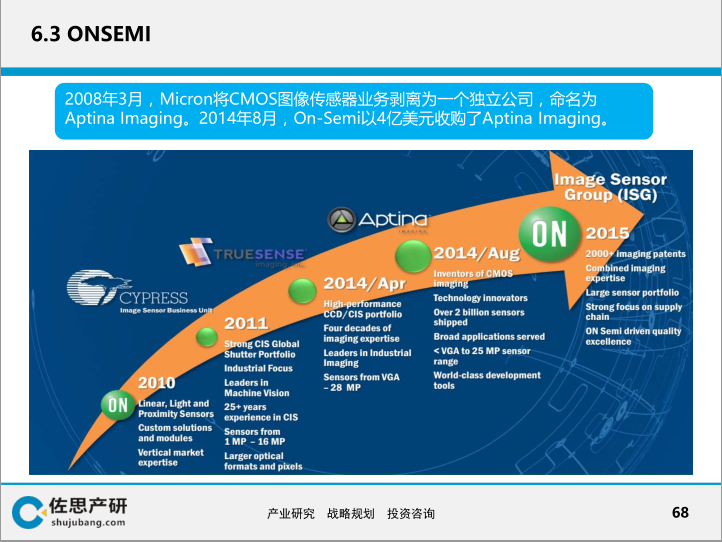 6.3 ONSEMI
2008年3月，Micron将CMOS图像传感器业务剥离为一个独立公司，命名为
Aptina Imaging。2014年8月，On-Semi以4亿美元收购了Aptina Imaging。
Image Sensor
Group (ISG)
ON
2015
2000+ imaging patents
Combined imaging
expertise
Large sensor portfolio
Strong focus on supply
chain
ON Semi driven quality
excellence
Aptina
IMAGING
2014/Aug
Inventors of CMOS
imaging
Technology innovators
Over 2 billion sensors
shipped
Broad applications served
< VGA to 25 MP sensor
range
World-class development
tools
TRUESENSE
imaging, inc.
2014/Apr
High-performance
CCD/CIS portfolio
Four decades of
imaging expertise
Leaders in Industrial
Imaging
Sensors from VGA
– 28 MP
CYPRESS
Image Sensor Business Unit
2011
Strong CIS Global
Shutter Portfolio
Industrial Focus
Leaders in
Machine Vision
25+ years
experience in CIS
Sensors from
1 MP – 16 MP
Larger optical
formats and pixels
ON
2010
Linear, Light and
Proximity Sensors
Custom solutions
and modules
Vertical market
expertise
佐思产研
shujubang.com
产业研究 战略规划 投资咨询
68